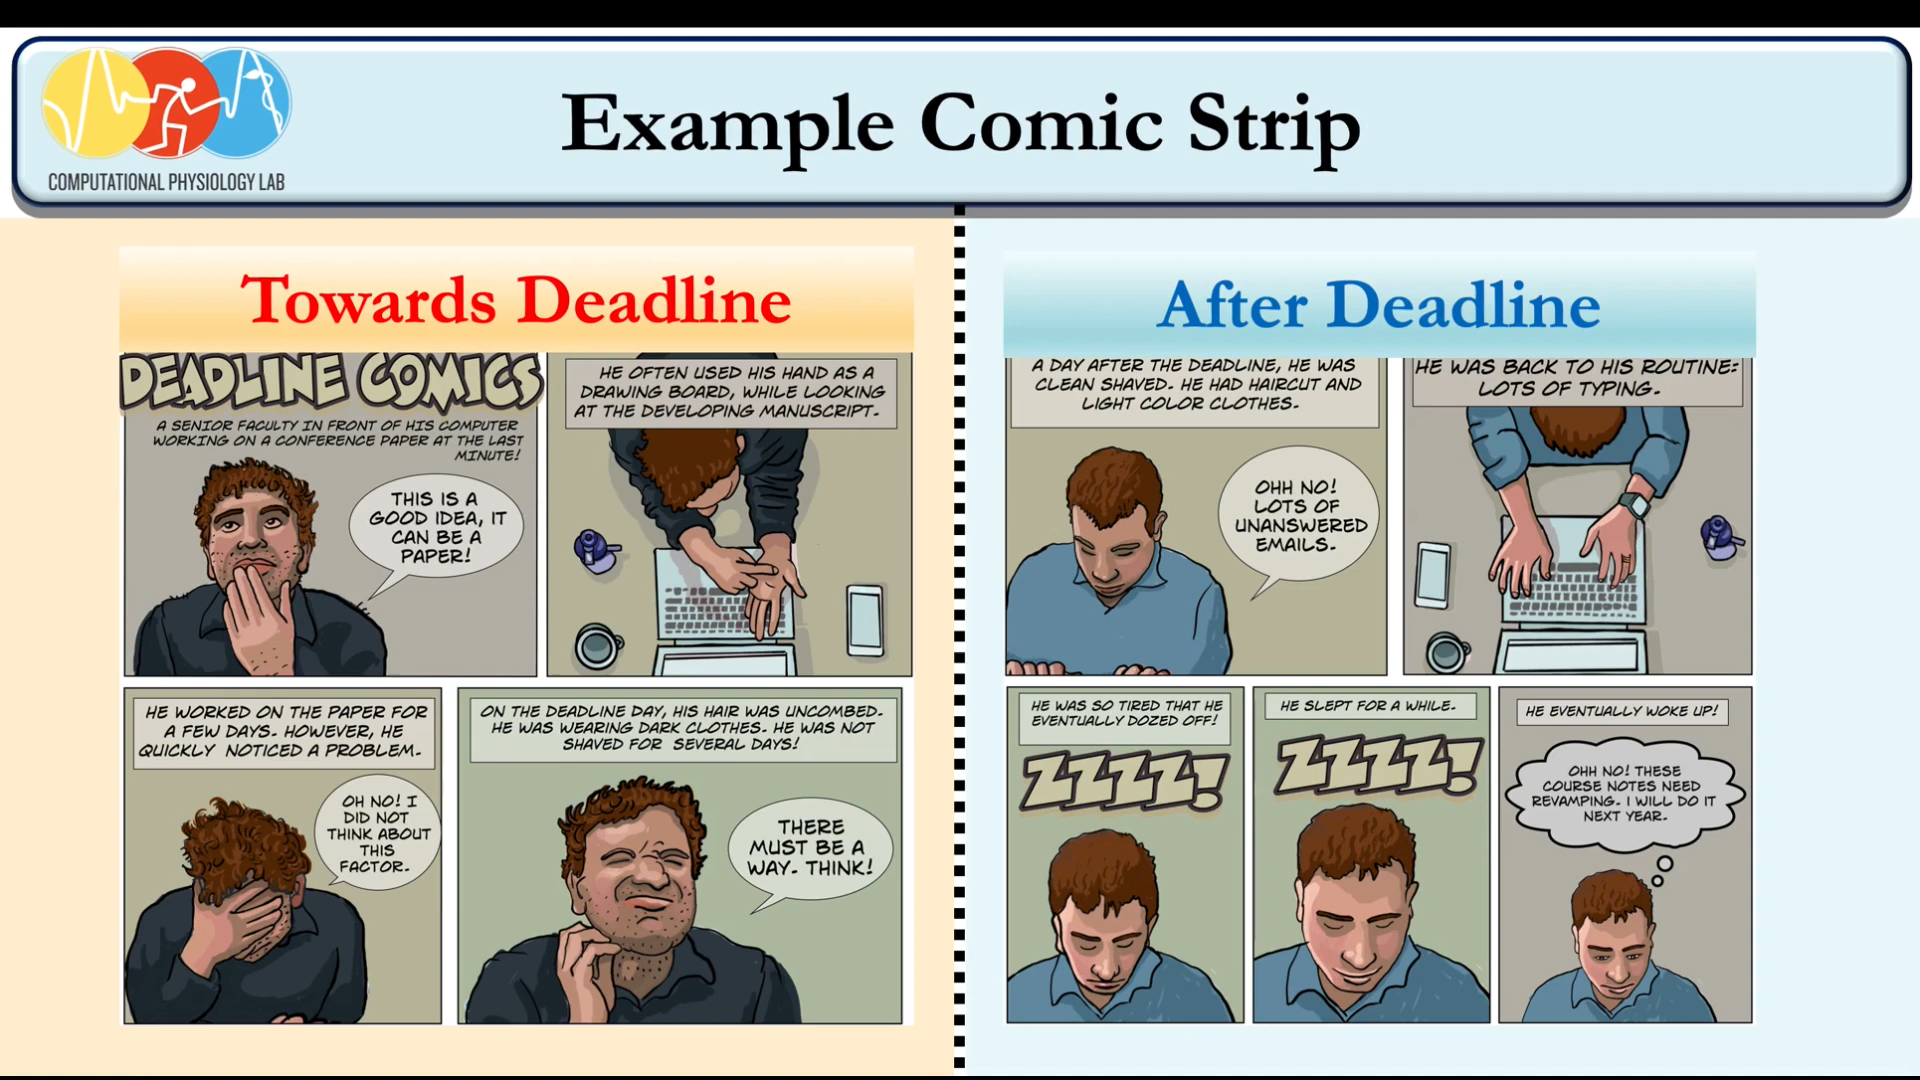 COMPUTATIONAL PHYSIOLOGY LAB
Example Comic Strip
Towards Deadline
DEADLINE COMICS
A SENIOR FACULTY IN FRONT OF HIS COMPUTER
WORKING ON A CONFERENCE PAPER AT THE LAST
MINUTE!
THIS IS A
GOOD IDEA, IT
CAN BE A
PAPER!
HE OFTEN USED HIS HAND AS A
DRAWING BOARD, WHILE LOOKING
AT THE DEVELOPING MANUSCRIPT.
HE WORKED ON THE PAPER FOR
A FEW DAYS. HOWEVER, HE
QUICKLY NOTICED A PROBLEM.
OH NO! I
DID NOT
THINK ABOUT
THIS
FACTOR.
ON THE DEADLINE DAY, HIS HAIR WAS UNCOMBED.
HE WAS WEARING DARK CLOTHES. HE WAS NOT
SHAVED FOR SEVERAL DAYS!
THERE
MUST BE A
WAY. THINK!
After Deadline
A DAY AFTER THE DEADLINE, HE WAS
CLEAN SHAVED. HE HAD HAIRCUT AND
LIGHT COLOR CLOTHES.
OHH NO!
LOTS OF
UNANSWERED
EMAILS.
HE WAS BACK TO HIS ROUTINE:
LOTS OF TYPING.
HE WAS SO TIRED THAT HE
EVENTUALLY DOZED OFF!
ZZZZ!
HE SLEPT FOR A WHILE.
ZZZZ!
HE EVENTUALLY WOKE UP!
OHH NO! THESE
COURSE NOTES NEED
REVAMPING. I WILL DO IT
NEXT YEAR.